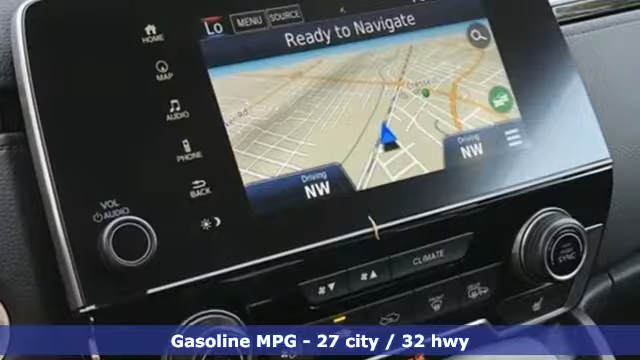 Lo MENU SOURCE
Ready to Navigate
HOME
MAP
AUDIO
PHONE
BACK
Driving
NW
Driving
NW
VOL
AUDIO
CLIMATE
SYNC
Gasoline MPG - 27 city / 32 hwy